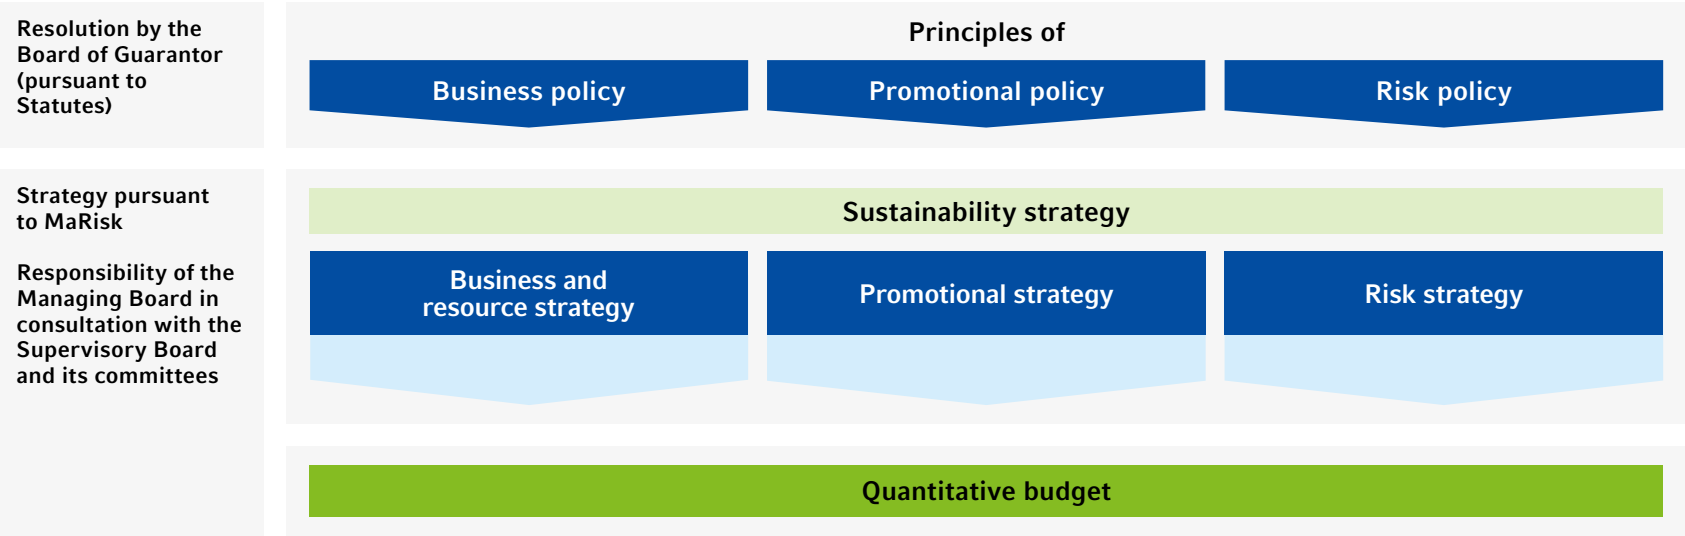 Resolution by the
Board of Guarantor
(pursuant to
Statutes)
Principles of
Business policy
Promotional policy
Risk policy
Strategy pursuant
to MaRisk
Responsibility of the
Managing Board in
consultation with the
Supervisory Board
and its committees
Sustainability strategy
Business and
resource strategy
Promotional strategy
Risk strategy
Quantitative budget